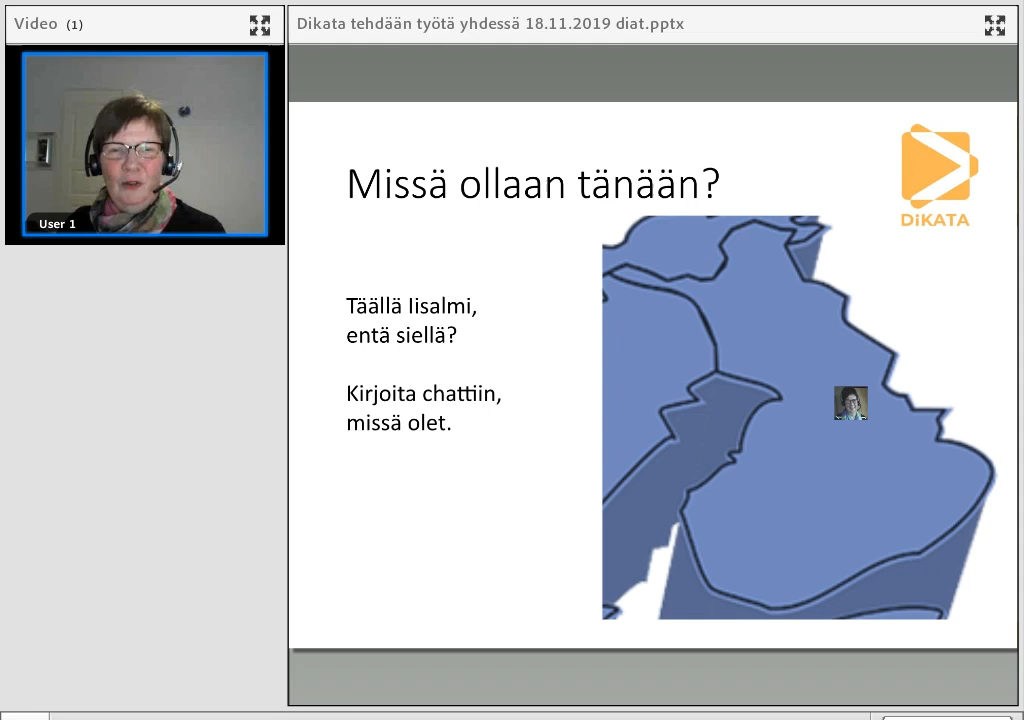 Video (1)
Dikata tehdään työtä yhdessä 18.11.2019 diat.pptx
User 1
Missä ollaan tänään?
DiKATA
Täällä Iisalmi,
entä siellä?
Kirjoita chattiin,
missä olet.